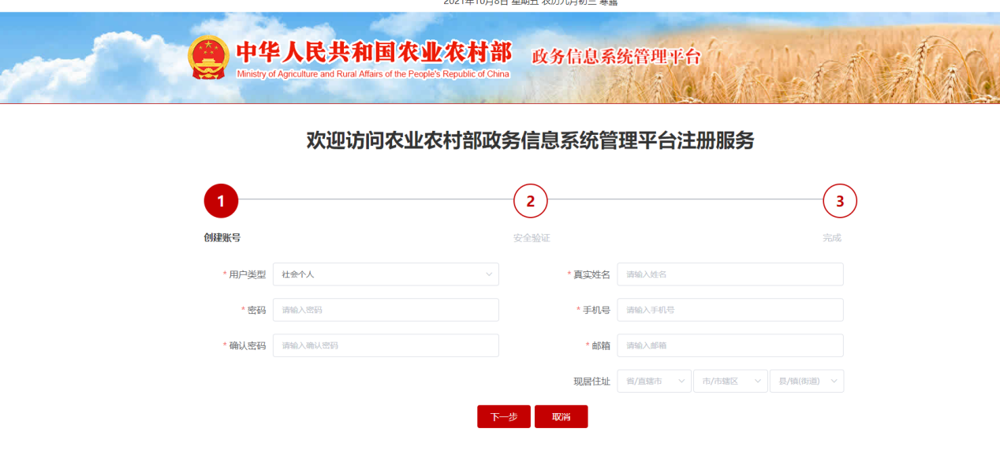 2021年10月8日 星期五 农历九月初三 寒露
中华人民共和国农业农村部 政务信息系统管理平台
Ministry of Agriculture and Rural Affairs of the People's Republic of China
欢迎访问农业农村部政务信息系统管理平台注册服务
1 2 3
创建账号 安全验证 完成
* 用户类型 社会个人 * 真实姓名 请输入姓名
* 密码 请输入密码 * 手机号 请输入手机号
* 确认密码 请输入确认密码 * 邮箱 请输入邮箱
现居住址 省/直辖市 市/市辖区 县/镇(街道)
下一步 取消